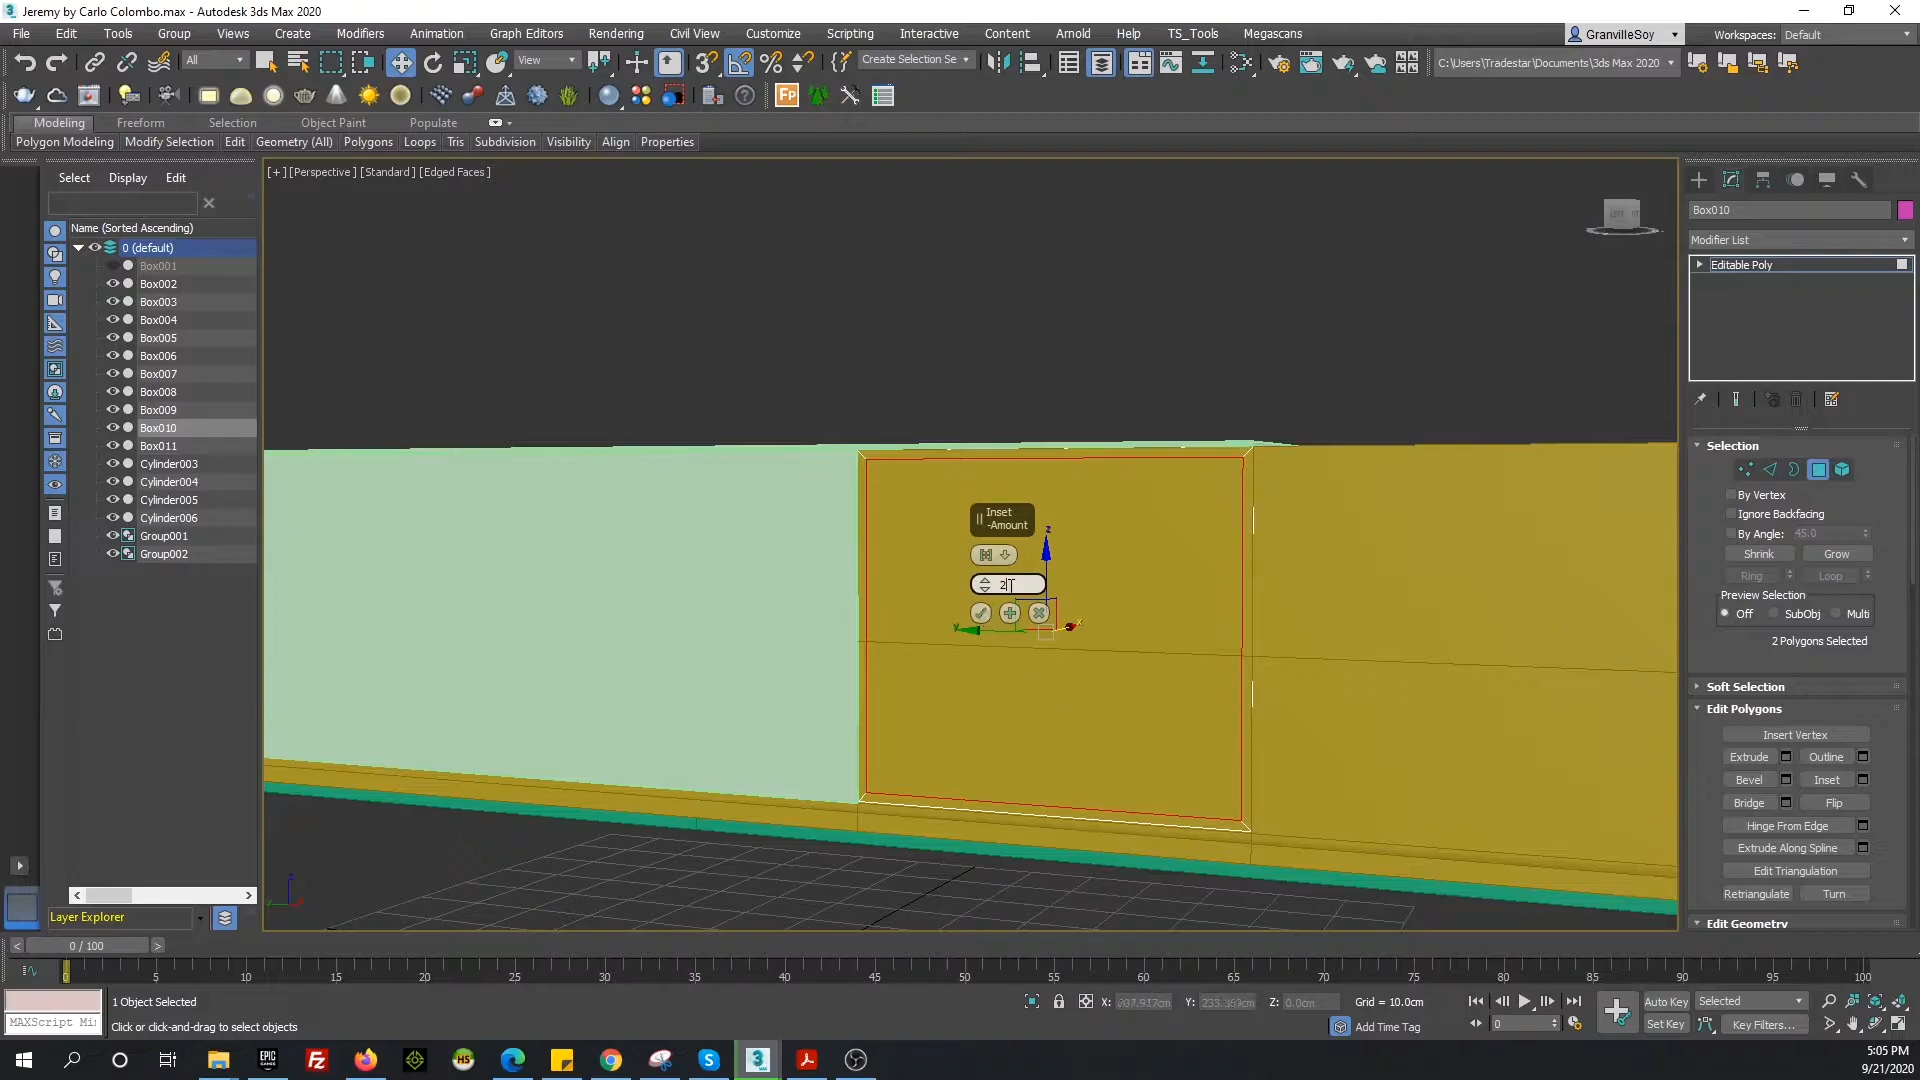 Jeremy by Carlo Colombo.max - Autodesk 3ds Max 2020
File Edit Tools Group Views Create Modifiers Animation Graph Editors Rendering Civil View Customize Scripting Interactive Content Arnold Help TS_Tools Megascans GranvilleSoy Workspaces: Default
All View Create Selection Se C:\Users\Tradestar\Documents\3ds Max 2020
Modeling Freeform Selection Object Paint Populate
Polygon Modeling Modify Selection Edit Geometry (All) Polygons Loops Tris Subdivision Visibility Align Properties
Select Display Edit
Name (Sorted Ascending)
0 (default)
Box001
Box002
Box003
Box004
Box005
Box006
Box007
Box008
Box009
Box010
Box011
Cylinder003
Cylinder004
Cylinder005
Cylinder006
Group001
Group002
Layer Explorer
[+] [Perspective ] [Standard ] [Edged Faces ]
LEFT
Inset
-Amount
2
z
y
x
Box010
Modifier List
Editable Poly
Selection
By Vertex
Ignore Backfacing
By Angle: 45.0
Shrink Grow
Ring Loop
Preview Selection
Off SubObj Multi
2 Polygons Selected
Soft Selection
Edit Polygons
Insert Vertex
Extrude Outline
Bevel Inset
Bridge Flip
Hinge From Edge
Extrude Along Spline
Edit Triangulation
Retriangulate Turn
Edit Geometry
< 0 / 100 >
0 5 10 15 20 25 30 35 40 45 50 55 60 65 70 75 80 85 90 95 100
1 Object Selected
MAXScript Mi
Click or click-and-drag to select objects
X: Y: Z: 0.0cm Grid = 10.0cm
Add Time Tag
0
Auto Key Selected
Set Key Key Filters...
5:05 PM
9/21/2020